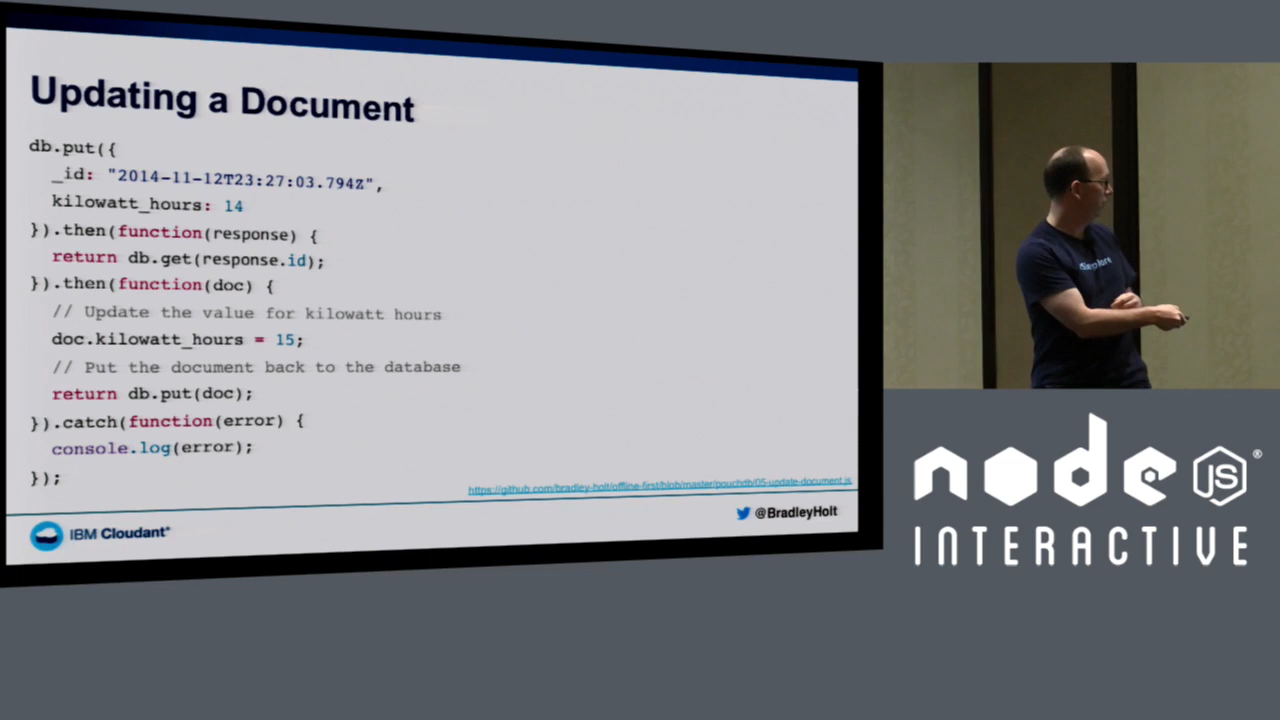 Updating a Document
db.put({
  _id: "2014-11-12T23:27:03.794Z",
  kilowatt_hours: 14
}).then(function(response) {
  return db.get(response.id);
}).then(function(doc) {
  // Update the value for kilowatt hours
  doc.kilowatt_hours = 15;
  // Put the document back to the database
  return db.put(doc);
}).catch(function(error) {
  console.log(error);
});
https://github.com/bradley-holt/offline-first/blob/master/pouchdb/05-update-document.js
IBM Cloudant®
@BradleyHolt
node JS®
INTERACTIVE